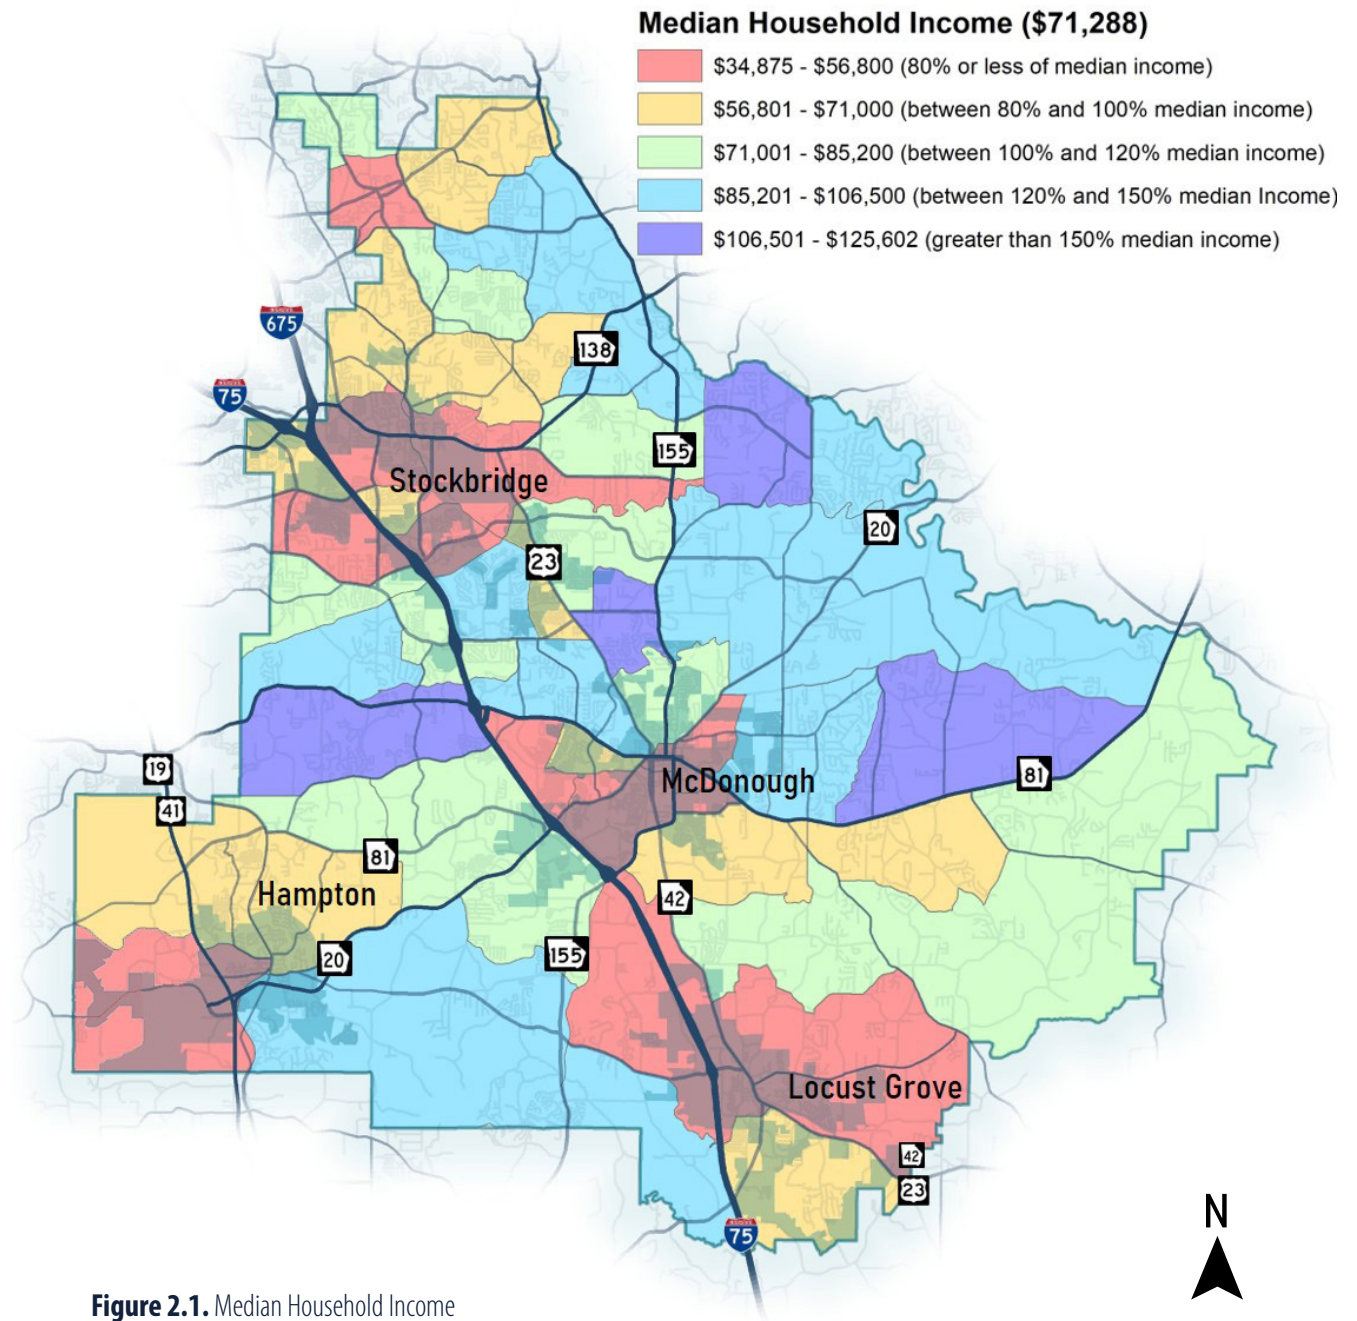 Median Household Income ($71,288)
$34,875 - $56,800 (80% or less of median income)
$56,801 - $71,000 (between 80% and 100% median income)
$71,001 - $85,200 (between 100% and 120% median income)
$85,201 - $106,500 (between 120% and 150% median Income)
$106,501 - $125,602 (greater than 150% median income)
675
138
75
155
Stockbridge
20
23
19
McDonough
81
41
81
Hampton
42
20
155
Locust Grove
42
23
N
75
Figure 2.1. Median Household Income